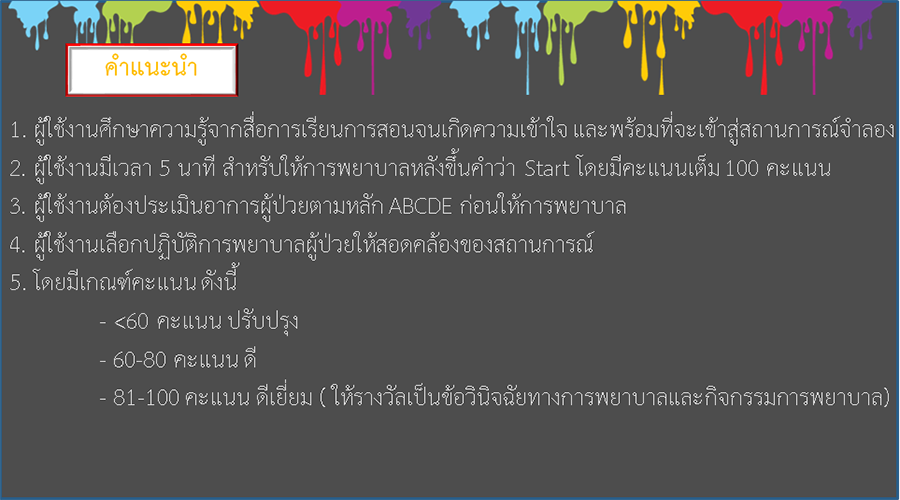 คำแนะนำ
1. ผู้ใช้งานศึกษาความรู้จากสื่อการเรียนการสอนจนเกิดความเข้าใจ และพร้อมที่จะเข้าสู่สถานการณ์จำลอง
2. ผู้ใช้งานมีเวลา 5 นาที สำหรับให้การพยาบาลหลังขึ้นคำว่า Start โดยมีคะแนนเต็ม 100 คะแนน
3. ผู้ใช้งานต้องประเมินอาการผู้ป่วยตามหลัก ABCDE ก่อนให้การพยาบาล
4. ผู้ใช้งานเลือกปฏิบัติการพยาบาลผู้ป่วยให้สอดคล้องของสถานการณ์
5. โดยมีเกณฑ์คะแนน ดังนี้
- <60 คะแนน ปรับปรุง
- 60-80 คะแนน ดี
- 81-100 คะแนน ดีเยี่ยม ( ให้รางวัลเป็นข้อวินิจฉัยทางการพยาบาลและกิจกรรมการพยาบาล)